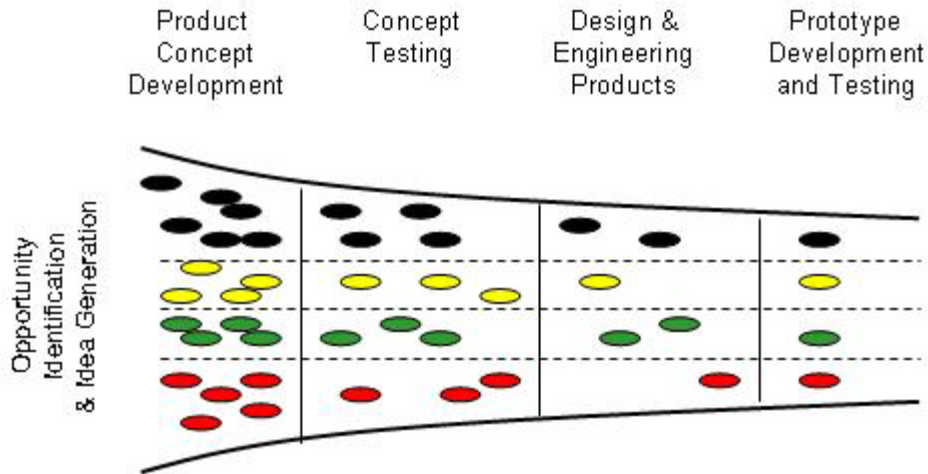 Product
Concept
Development
Concept
Testing
Design &
Engineering
Products
Prototype
Development
and Testing
Opportunity
Identification
& Idea Generation